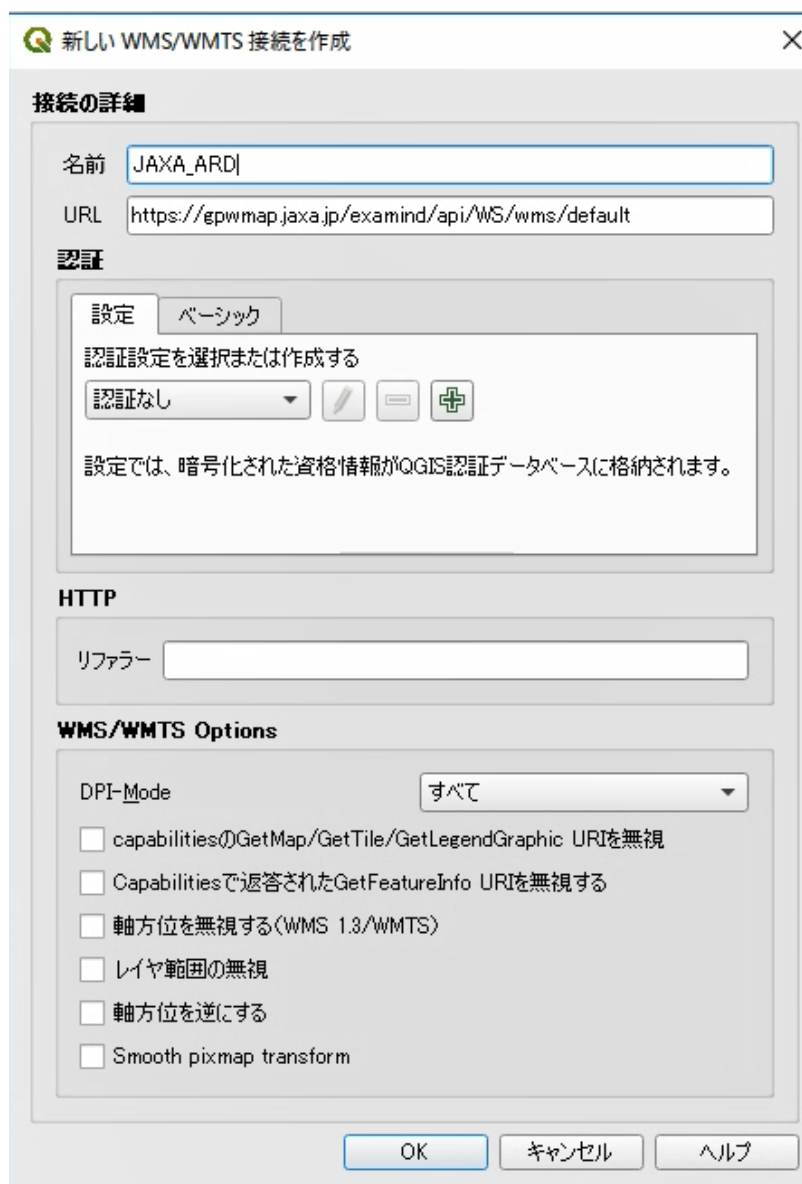 新しい WMS/WMTS 接続を作成
接続の詳細
名前 JAXA_ARD
URL https://gpwmap.jaxa.jp/examind/api/WS/wms/default
認証
設定 ベーシック
認証設定を選択または作成する
認証なし
設定では、暗号化された資格情報がQGIS認証データベースに格納されます。
HTTP
リファラー
WMS/WMTS Options
DPI-Mode すべて
capabilitiesのGetMap/GetTile/GetLegendGraphic URIを無視
Capabilitiesで返答されたGetFeatureInfo URIを無視する
軸方位を無視する(WMS 1.3/WMTS)
レイヤ範囲の無視
軸方位を逆にする
Smooth pixmap transform
OK キャンセル ヘルプ